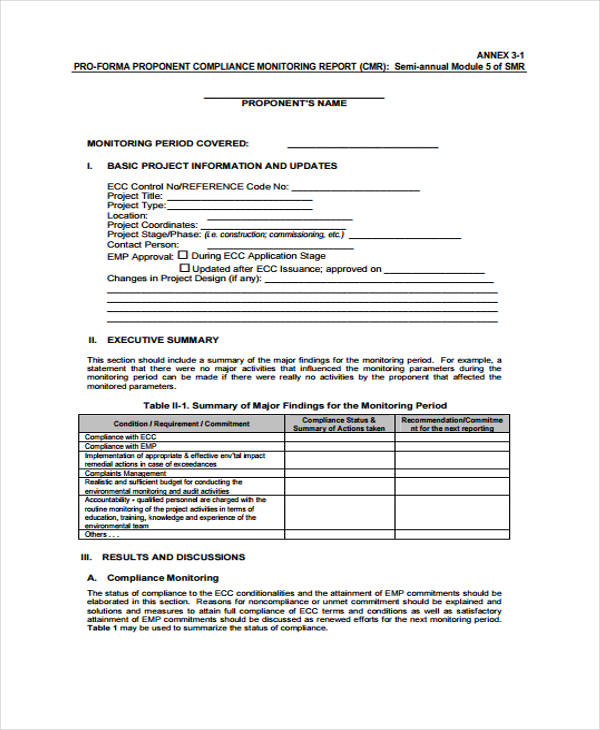 ANNEX 3-1
PRO-FORMA PROPONENT COMPLIANCE MONITORING REPORT (CMR): Semi-annual Module 5 of SMR
PROPONENT'S NAME
MONITORING PERIOD COVERED: ___________________________
I. BASIC PROJECT INFORMATION AND UPDATES
ECC Control No/REFERENCE Code No: ______________________
Project Title: __________________________
Project Type: __________________________
Location: __________________________
Project Coordinates: __________________________
Project Stage/Phase: (i.e. construction; commissioning, etc.) ____________________
Contact Person: __________________________
EMP Approval: ☐ During ECC Application Stage
☐ Updated after ECC Issuance; approved on __________________
Changes in Project Design (if any): __________________________________________
II. EXECUTIVE SUMMARY
This section should include a summary of the major findings for the monitoring period. For example, a
statement that there were no major activities that influenced the monitoring parameters during the
monitoring period can be made if there were really no activities by the proponent that affected the
monitored parameters.
Table II-1. Summary of Major Findings for the Monitoring Period
Condition / Requirement / Commitment
Compliance Status &
Summary of Actions taken
Recommendation/Commitme
nt for the next reporting
Compliance with ECC
Compliance with EMP
Implementation of appropriate & effective env'tal impact
remedial actions in case of exceedances
Complaints Management
Realistic and sufficient budget for conducting the
environmental monitoring and audit activities
Accountability - qualified personnel are charged with the
routine monitoring of the project activities in terms of
education, training, knowledge and experience of the
environmental team
Others . . .
III. RESULTS AND DISCUSSIONS
A. Compliance Monitoring
The status of compliance to the ECC conditionalities and the attainment of EMP commitments should be
elaborated in this section. Reasons for noncompliance or unmet commitment should be explained and
solutions and measures to attain full compliance of ECC terms and conditions as well as satisfactory
attainment of EMP commitments should be discussed as renewed efforts for the next monitoring period.
Table 1 may be used to summarize the status of compliance.